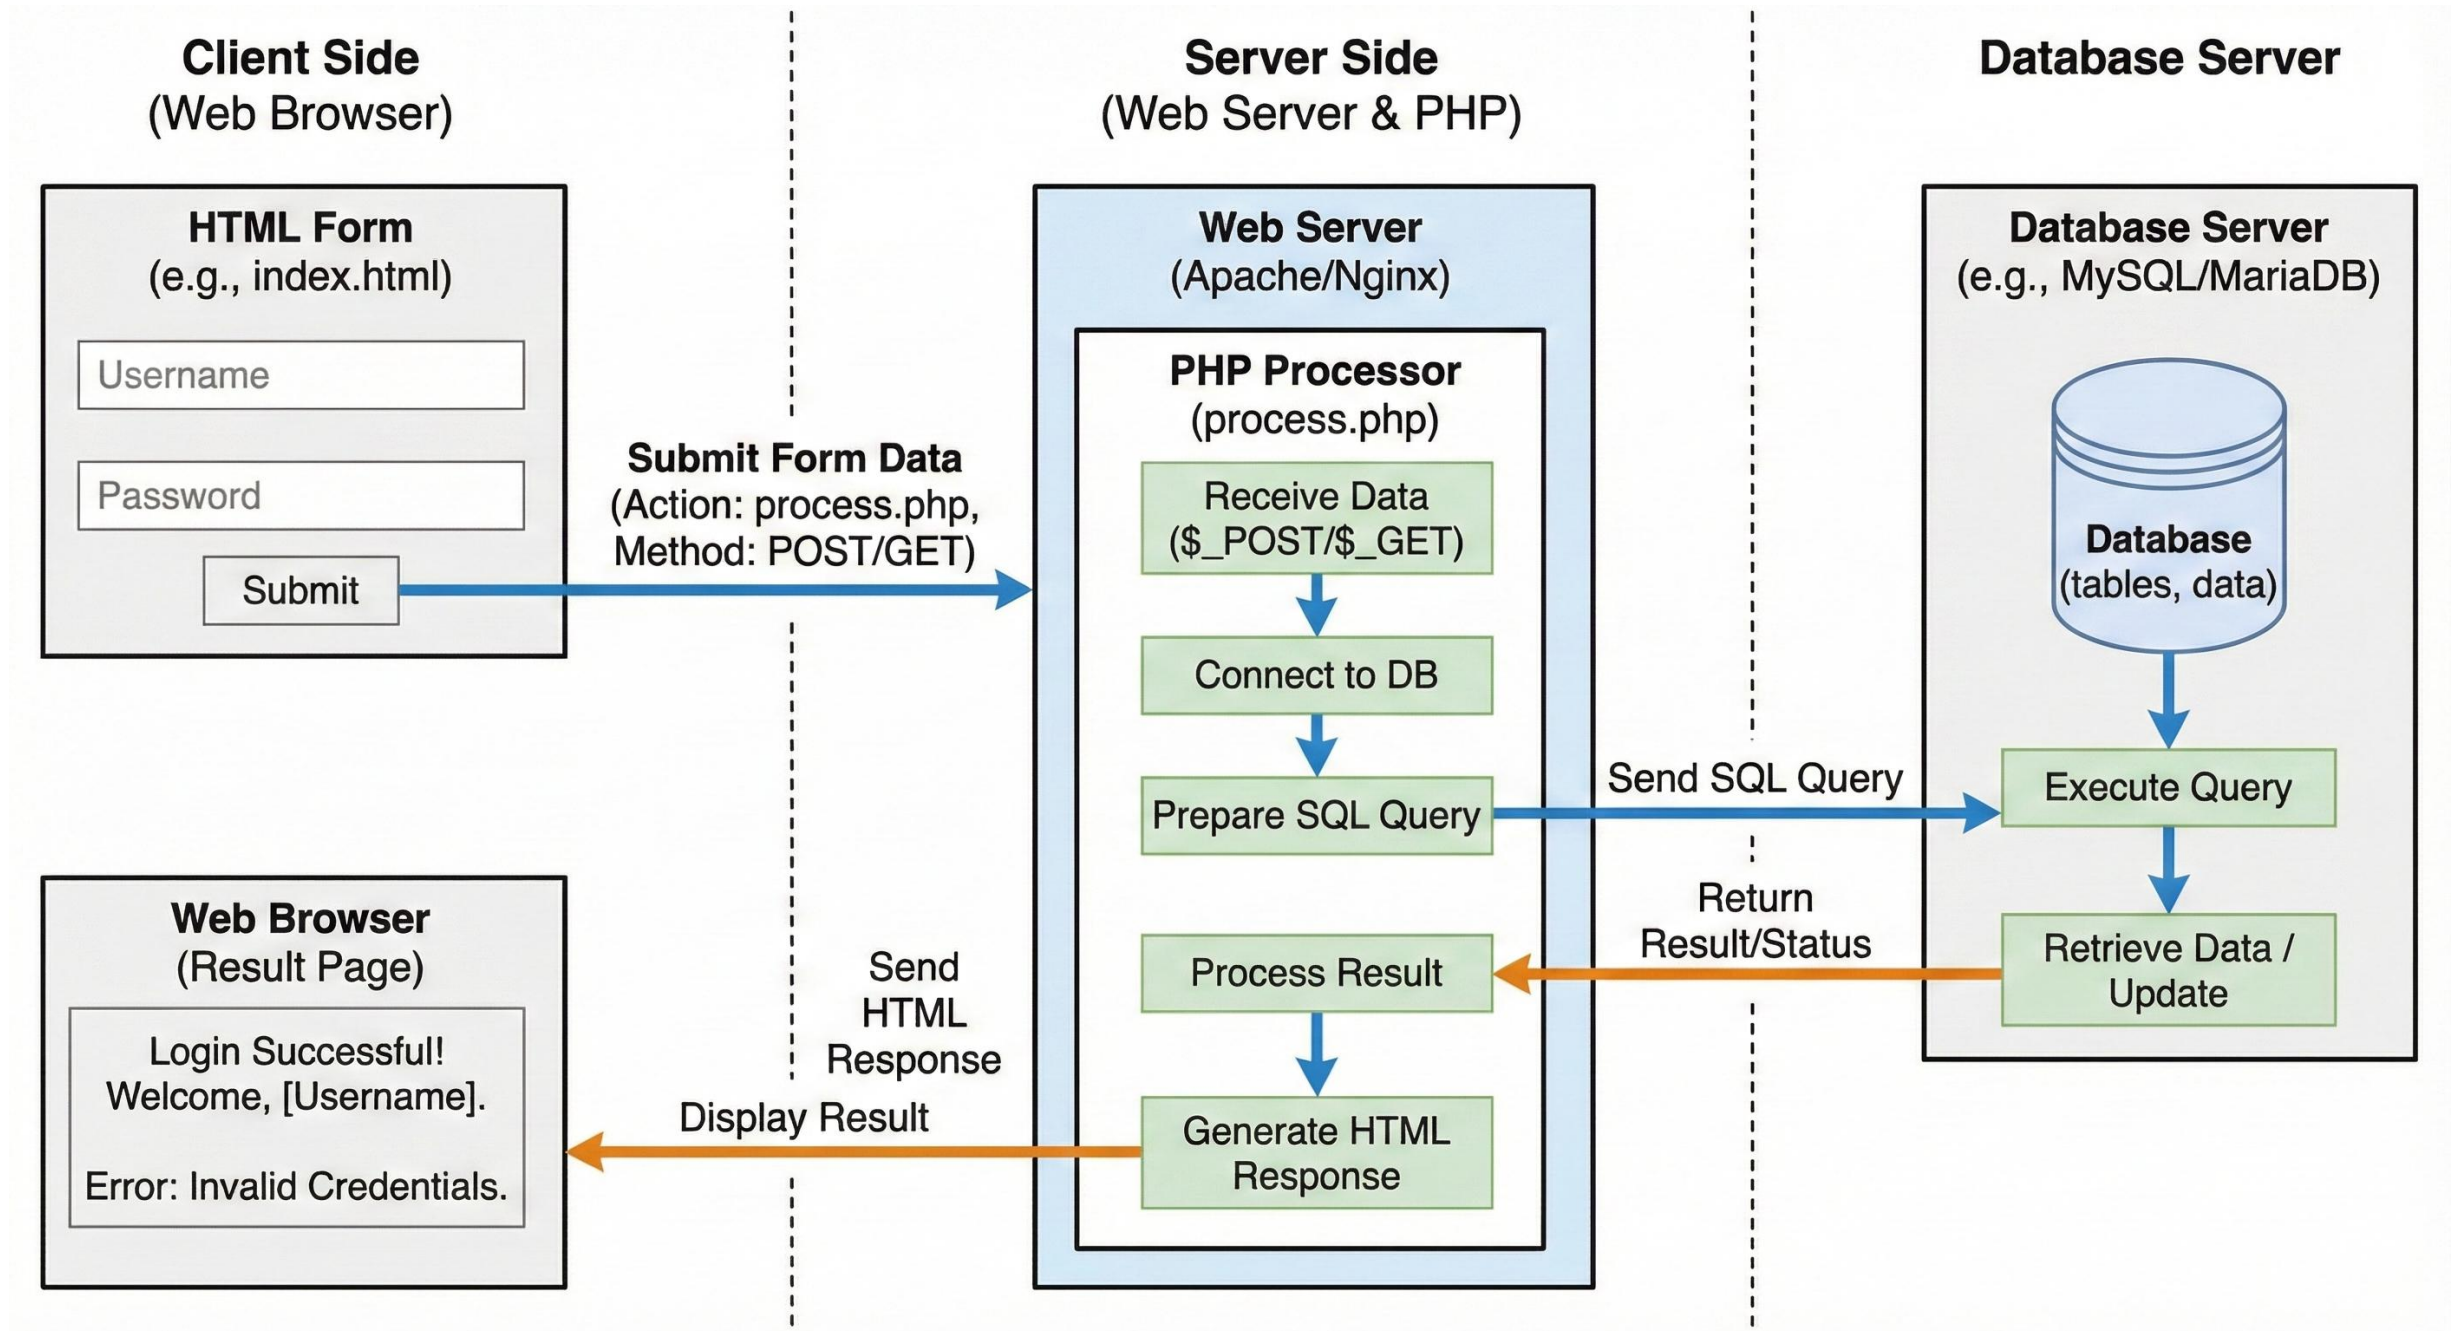 Client Side
(Web Browser)
Server Side
(Web Server & PHP)
Database Server
HTML Form
(e.g., index.html)
Username
Password
Submit
Submit Form Data
(Action: process.php,
Method: POST/GET)
Web Server
(Apache/Nginx)
PHP Processor
(process.php)
Receive Data
($_POST/$_GET)
Connect to DB
Prepare SQL Query
Send SQL Query
Database Server
(e.g., MySQL/MariaDB)
Database
(tables, data)
Execute Query
Retrieve Data /
Update
Return
Result/Status
Process Result
Generate HTML
Response
Send
HTML
Response
Display Result
Web Browser
(Result Page)
Login Successful!
Welcome, [Username].
Error: Invalid Credentials.